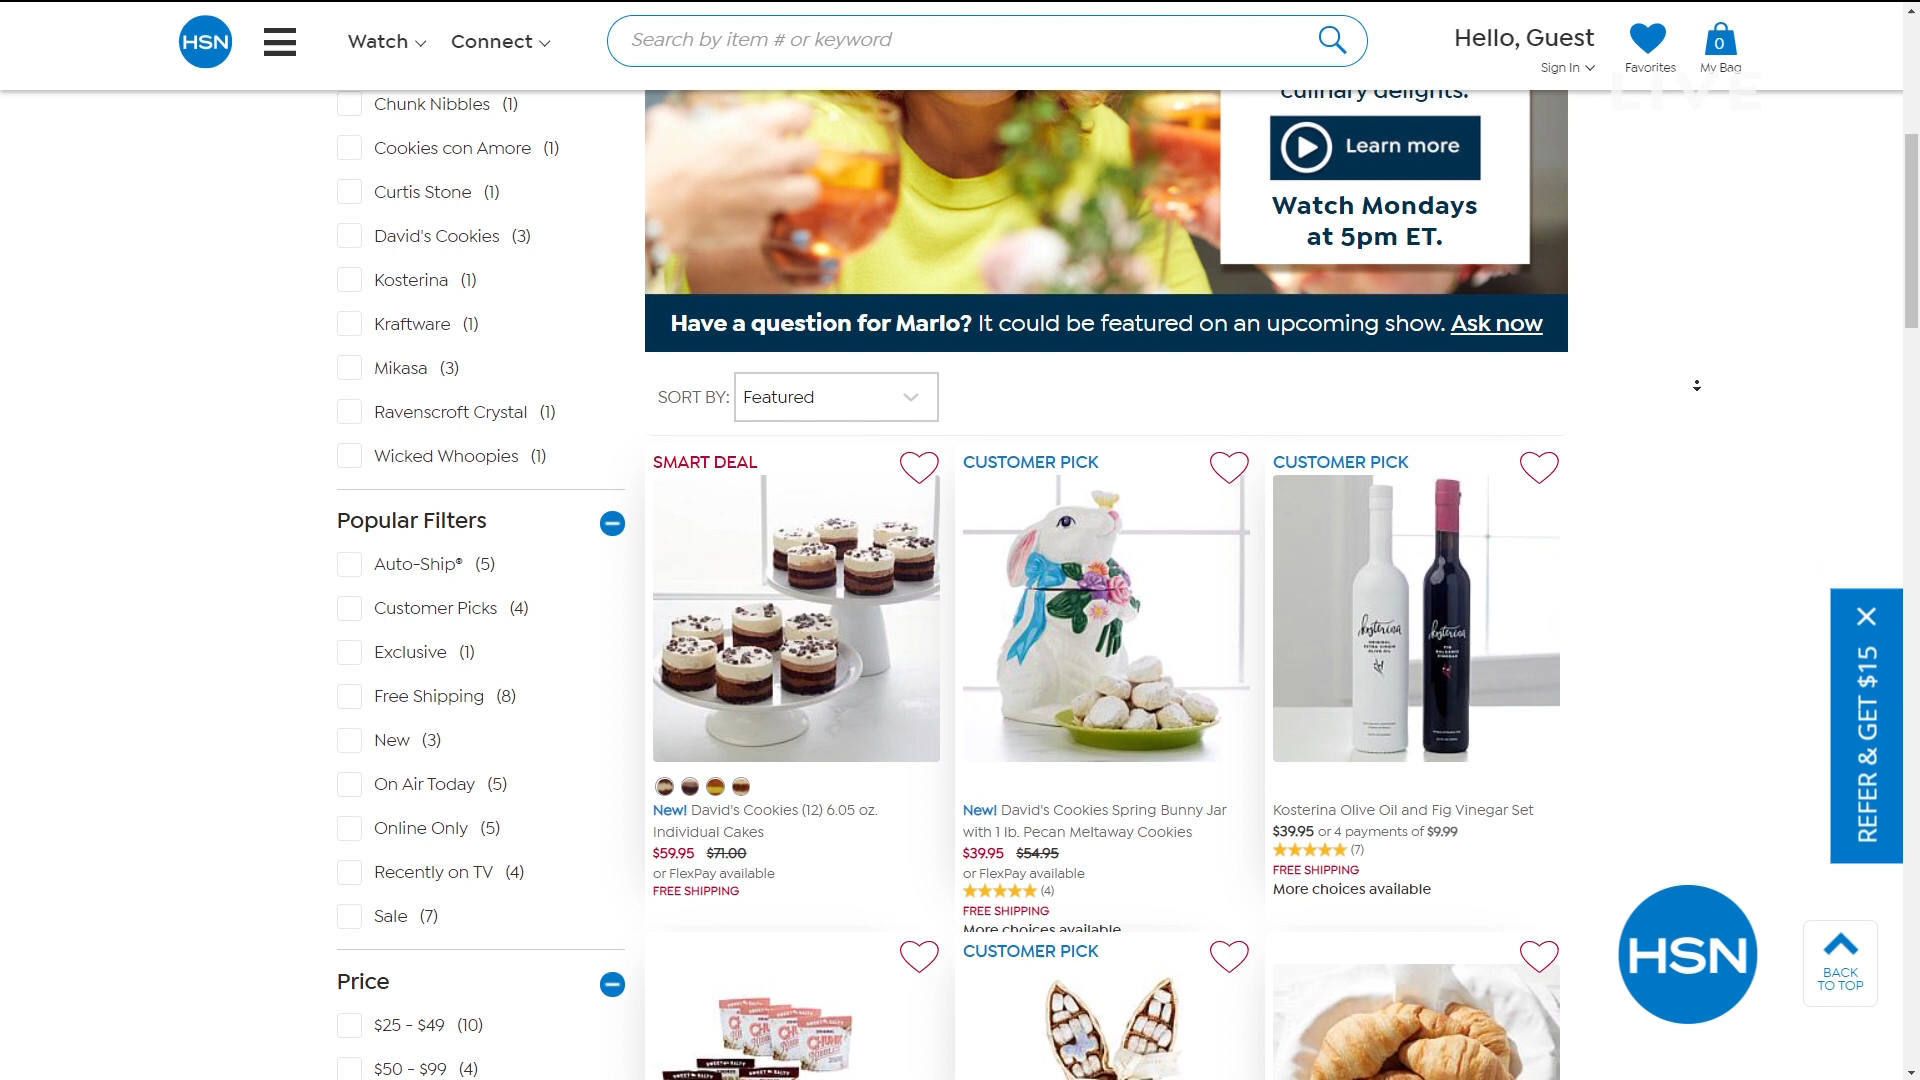 HSN
Watch
Connect
Search by item # or keyword
Hello, Guest
Sign In
Favorites
0
My Bag
LIVE
Chunk Nibbles (1)
Cookies con Amore (1)
Curtis Stone (1)
David's Cookies (3)
Kosterina (1)
Kraftware (1)
Mikasa (3)
Ravenscroft Crystal (1)
Wicked Whoopies (1)
Popular Filters
Auto-Ship® (5)
Customer Picks (4)
Exclusive (1)
Free Shipping (8)
New (3)
On Air Today (5)
Online Only (5)
Recently on TV (4)
Sale (7)
Price
$25 - $49 (10)
$50 - $99 (4)
culinary delights.
Learn more
Watch Mondays
at 5pm ET.
Have a question for Marlo? It could be featured on an upcoming show. Ask now
SORT BY: Featured
SMART DEAL
New! David's Cookies (12) 6.05 oz.
Individual Cakes
$59.95 $71.00
or FlexPay available
FREE SHIPPING
CUSTOMER PICK
New! David's Cookies Spring Bunny Jar
with 1 lb. Pecan Meltaway Cookies
$39.95 $54.95
or FlexPay available
(4)
FREE SHIPPING
More choices available
CUSTOMER PICK
kosterina
kosterina
Kosterina Olive Oil and Fig Vinegar Set
$39.95 or 4 payments of $9.99
(7)
FREE SHIPPING
More choices available
CUSTOMER PICK
REFER & GET $15
HSN
BACK
TO TOP